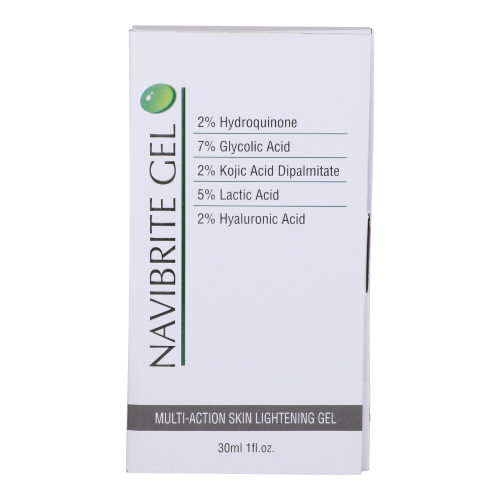 NAVIBRITE GEL
2% Hydroquinone
7% Glycolic Acid
2% Kojic Acid Dipalmitate
5% Lactic Acid
2% Hyaluronic Acid
MULTI-ACTION SKIN LIGHTENING GEL
30ml 1fl.oz.